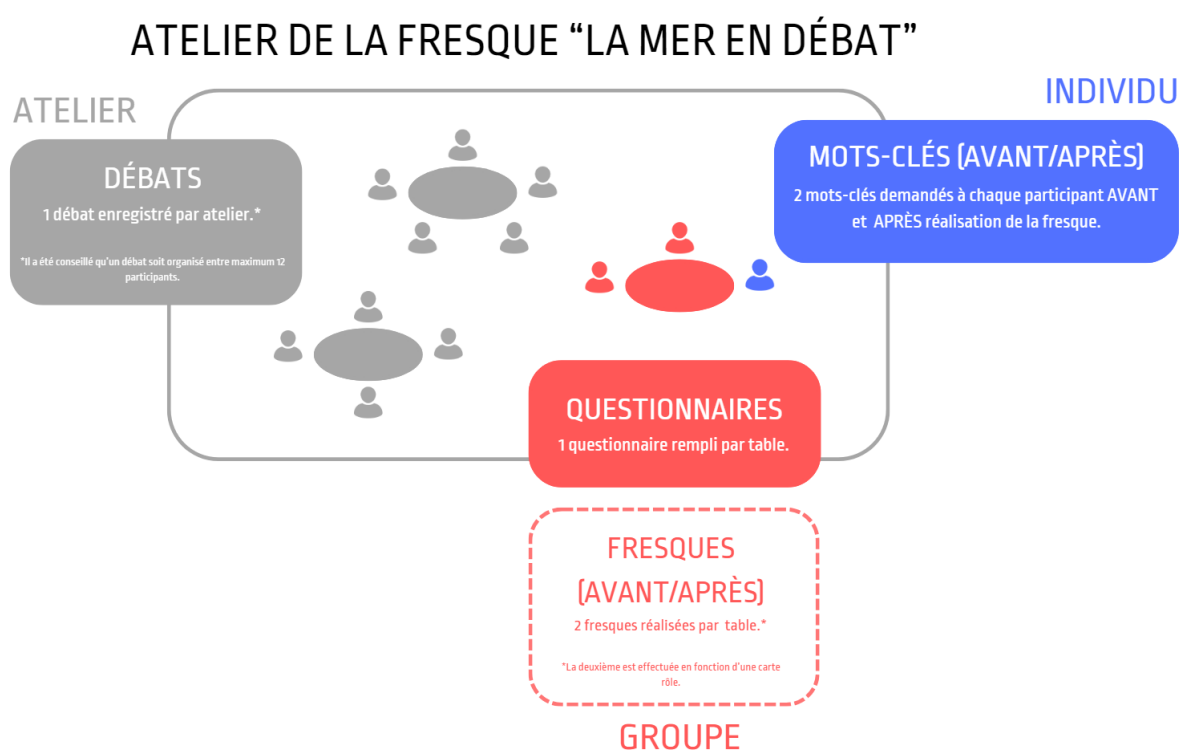 ATELIER DE LA FRESQUE “LA MER EN DÉBAT”
ATELIER
DÉBATS
1 débat enregistré par atelier.*
*Il a été conseillé qu'un débat soit organisé entre maximum 12
participants.
INDIVIDU
MOTS-CLÉS (AVANT/APRÈS)
2 mots-clés demandés à chaque participant AVANT
et APRÈS réalisation de la fresque.
QUESTIONNAIRES
1 questionnaire rempli par table.
FRESQUES
(AVANT/APRÈS)
2 fresques réalisées par table.*
*La deuxième est effectuée en fonction d'une carte
rôle.
GROUPE